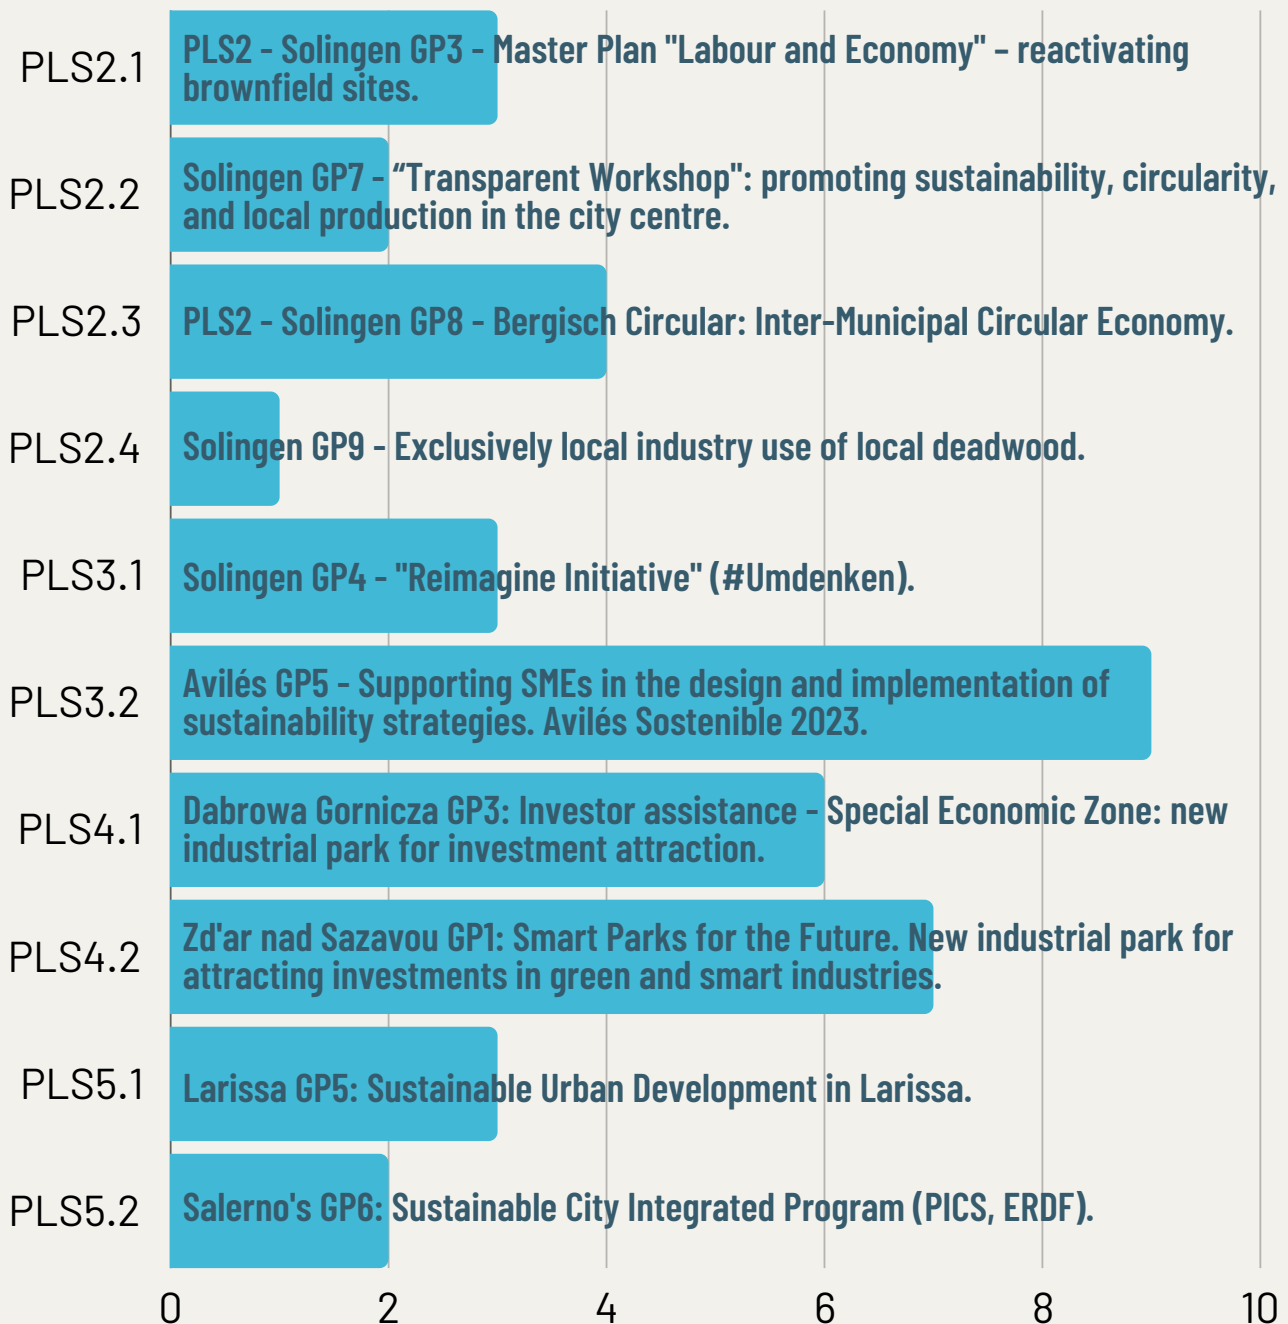 PLS2.1
PLS2 - Solingen GP3 - Master Plan "Labour and Economy" – reactivating
brownfield sites.
PLS2.2
Solingen GP7 - “Transparent Workshop": promoting sustainability, circularity,
and local production in the city centre.
PLS2.3
PLS2 - Solingen GP8 - Bergisch Circular: Inter-Municipal Circular Economy.
PLS2.4
Solingen GP9 - Exclusively local industry use of local deadwood.
PLS3.1
Solingen GP4 - "Reimagine Initiative" (#Umdenken).
PLS3.2
Avilés GP5 - Supporting SMEs in the design and implementation of
sustainability strategies. Avilés Sostenible 2023.
PLS4.1
Dabrowa Gornicza GP3: Investor assistance - Special Economic Zone: new
industrial park for investment attraction.
PLS4.2
Zd'ar nad Sazavou GP1: Smart Parks for the Future. New industrial park for
attracting investments in green and smart industries.
PLS5.1
Larissa GP5: Sustainable Urban Development in Larissa.
PLS5.2
Salerno's GP6: Sustainable City Integrated Program (PICS, ERDF).
0 2 4 6 8 10